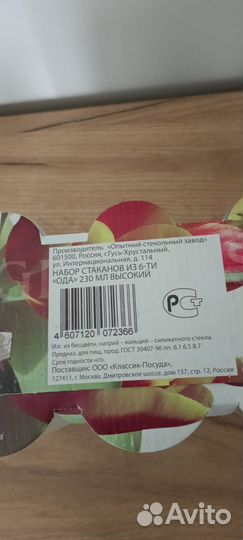 Производитель: «Опытный стекольный завод»
601500, Россия, г.Гусь-Хрустальный,
ул. Интернациональная, д. 114
НАБОР СТАКАНОВ ИЗ 6-ТИ
«ОДА» 230 МЛ ВЫСОКИЙ
4 607120 072366
Изг. из бесцветн. натрий – кальций – силикатного стекла.
Предназ. для пищ. прод. ГОСТ 30407-96 пп. 6.1 6.5 8.7
Срок годности н/о.
Поставщик: ООО «Классик-Посуда»,
127411, г. Москва, Дмитровское шоссе, дом 157, стр. 12, Россия
Avito